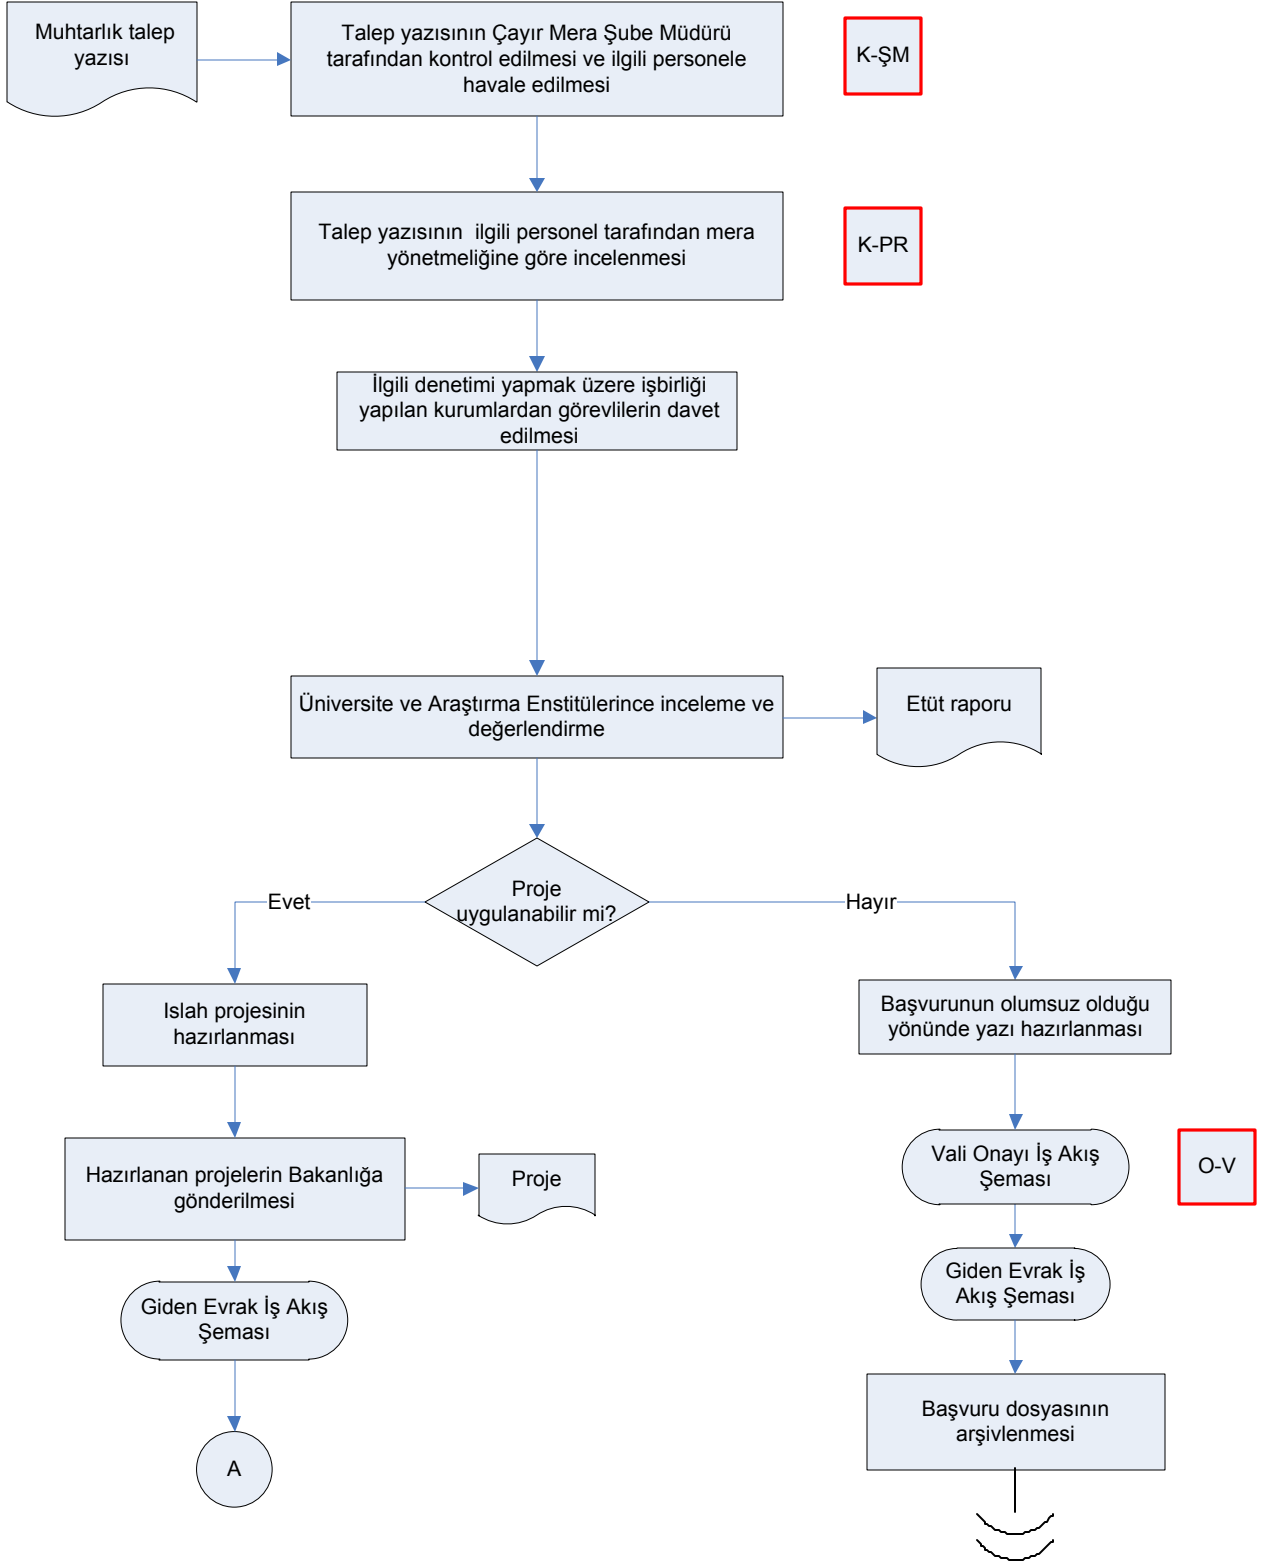 Muhtarlık talep
yazısı
Talep yazısının Çayır Mera Şube Müdürü
tarafından kontrol edilmesi ve ilgili personele
havale edilmesi
K-ŞM
Talep yazısının ilgili personel tarafından mera
yönetmeliğine göre incelenmesi
K-PR
İlgili denetimi yapmak üzere işbirliği
yapılan kurumlardan görevlilerin davet
edilmesi
Üniversite ve Araştırma Enstitülerince inceleme ve
değerlendirme
Etüt raporu
Proje
uygulanabilir mi?
Evet
Hayır
Islah projesinin
hazırlanması
Başvurunun olumsuz olduğu
yönünde yazı hazırlanması
Hazırlanan projelerin Bakanlığa
gönderilmesi
Proje
Vali Onayı İş Akış
Şeması
O-V
Giden Evrak İş Akış
Şeması
Giden Evrak İş
Akış Şeması
Başvuru dosyasının
arşivlenmesi
A